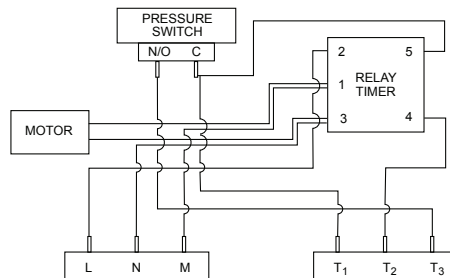 PRESSURE
SWITCH
N/O C
2 5
1
RELAY
TIMER
3 4
MOTOR
L N M T1 T2 T3